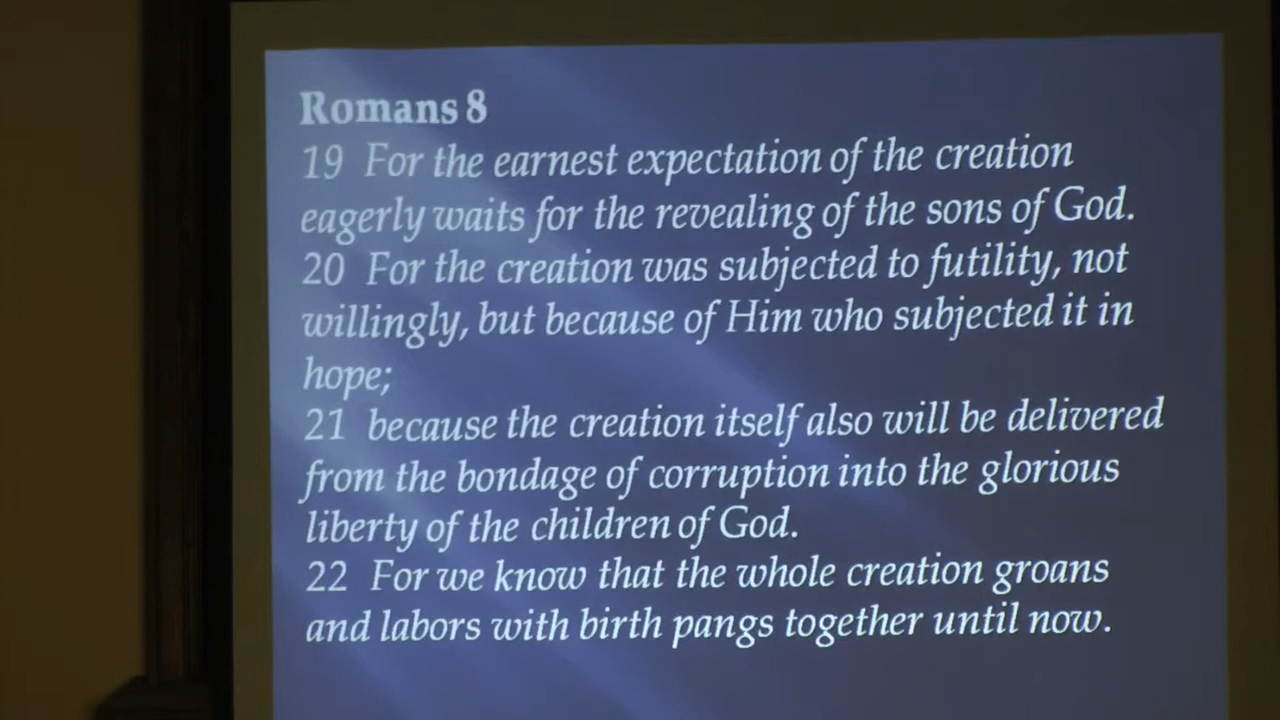 Romans 8
19 For the earnest expectation of the creation
eagerly waits for the revealing of the sons of God.
20 For the creation was subjected to futility, not
willingly, but because of Him who subjected it in
hope;
21 because the creation itself also will be delivered
from the bondage of corruption into the glorious
liberty of the children of God.
22 For we know that the whole creation groans
and labors with birth pangs together until now.